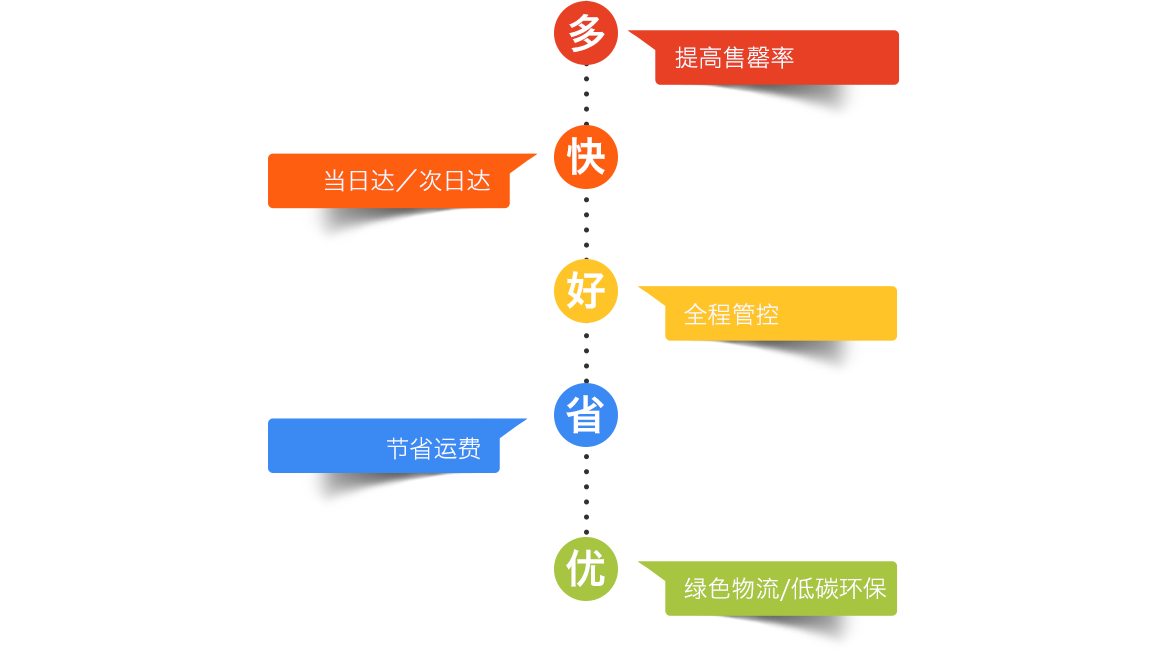 多
提高售罄率
快
当日达／次日达
好
全程管控
省
节省运费
优
绿色物流/低碳环保